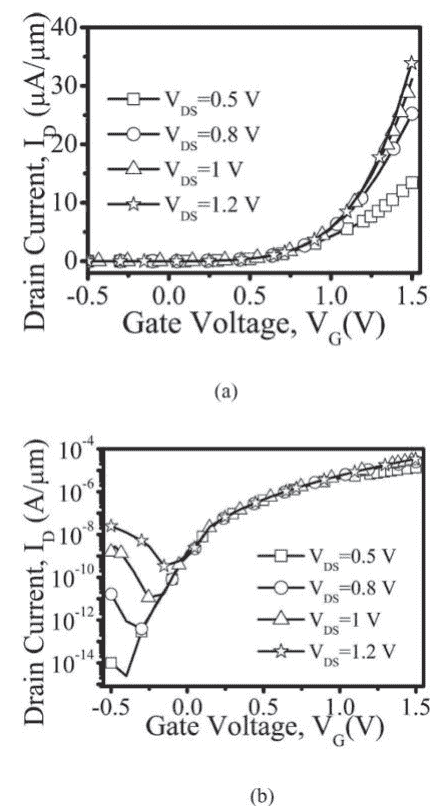 Drain Current, I_D (μA/μm)
40
30
20
10
0
V_DS=0.5 V
V_DS=0.8 V
V_DS=1 V
V_DS=1.2 V
-0.5 0.0 0.5 1.0 1.5
Gate Voltage, V_G(V)
(a)
Drain Current, I_D (A/μm)
10^-4
10^-6
10^-8
10^-10
10^-12
10^-14
V_DS=0.5 V
V_DS=0.8 V
V_DS=1 V
V_DS=1.2 V
-0.5 0.0 0.5 1.0 1.5
Gate Voltage, V_G(V)
(b)